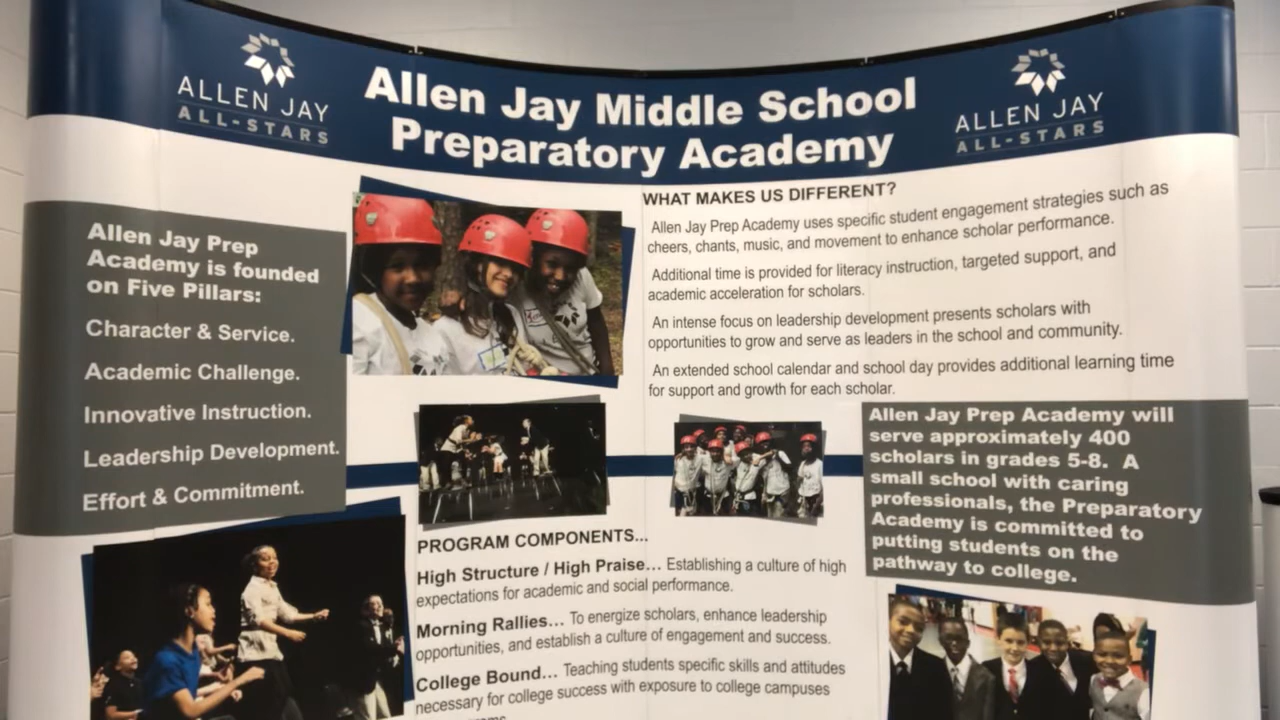 ALLEN JAY
ALL-STARS
Allen Jay Middle School
Preparatory Academy
ALLEN JAY
ALL-STARS
Allen Jay Prep
Academy is founded
on Five Pillars:
Character & Service.
Academic Challenge.
Innovative Instruction.
Leadership Development.
Effort & Commitment.
WHAT MAKES US DIFFERENT?
Allen Jay Prep Academy uses specific student engagement strategies such as
cheers, chants, music, and movement to enhance scholar performance.
Additional time is provided for literacy instruction, targeted support, and
academic acceleration for scholars.
An intense focus on leadership development presents scholars with
opportunities to grow and serve as leaders in the school and community.
An extended school calendar and school day provides additional learning time
for support and growth for each scholar.
Allen Jay Prep Academy will
serve approximately 400
scholars in grades 5-8. A
small school with caring
professionals, the Preparatory
Academy is committed to
putting students on the
pathway to college.
PROGRAM COMPONENTS...
High Structure / High Praise... Establishing a culture of high
expectations for academic and social performance.
Morning Rallies... To energize scholars, enhance leadership
opportunities, and establish a culture of engagement and success.
College Bound... Teaching students specific skills and attitudes
necessary for college success with exposure to college campuses